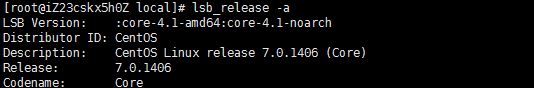 [root@iZ23cskx5h0Z local]# lsb_release -a
LSB Version:    :core-4.1-amd64:core-4.1-noarch
Distributor ID: CentOS
Description:    CentOS Linux release 7.0.1406 (Core)
Release:        7.0.1406
Codename:       Core